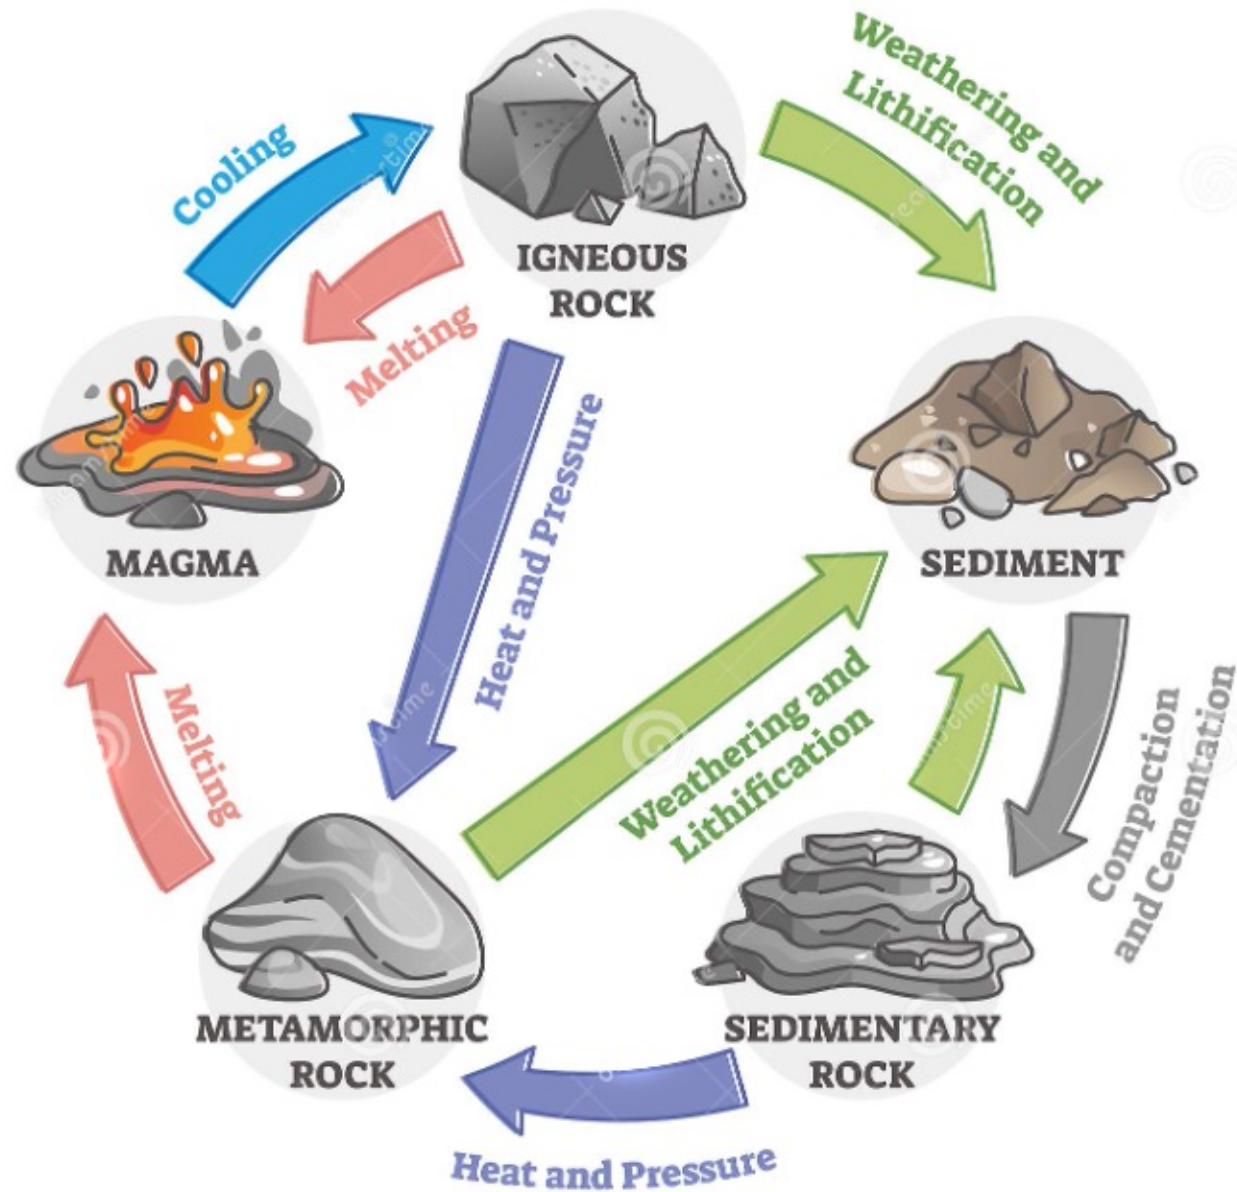 Weathering and
Lithification
Cooling
IGNEOUS
ROCK
Melting
MAGMA
Heat and Pressure
SEDIMENT
Melting
Weathering and
Lithification
Compaction
and Cementation
METAMORPHIC
ROCK
SEDIMENTARY
ROCK
Heat and Pressure